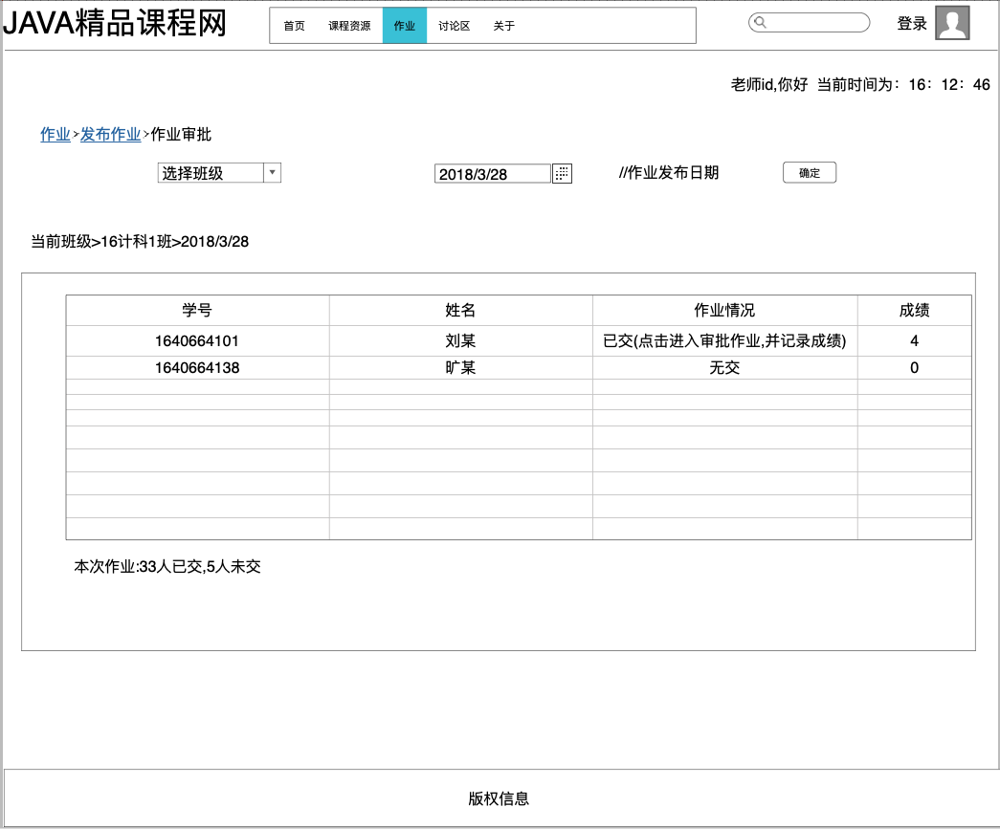 JAVA精品课程网
首页 课程资源 作业 讨论区 关于
登录
老师id,你好 当前时间为：16：12：46
作业>发布作业>作业审批
选择班级 2018/3/28 //作业发布日期 确定
当前班级>16计科1班>2018/3/28
学号 姓名 作业情况 成绩
1640664101 刘某 已交(点击进入审批作业,并记录成绩) 4
1640664138 旷某 无交 0
本次作业:33人已交,5人未交
版权信息